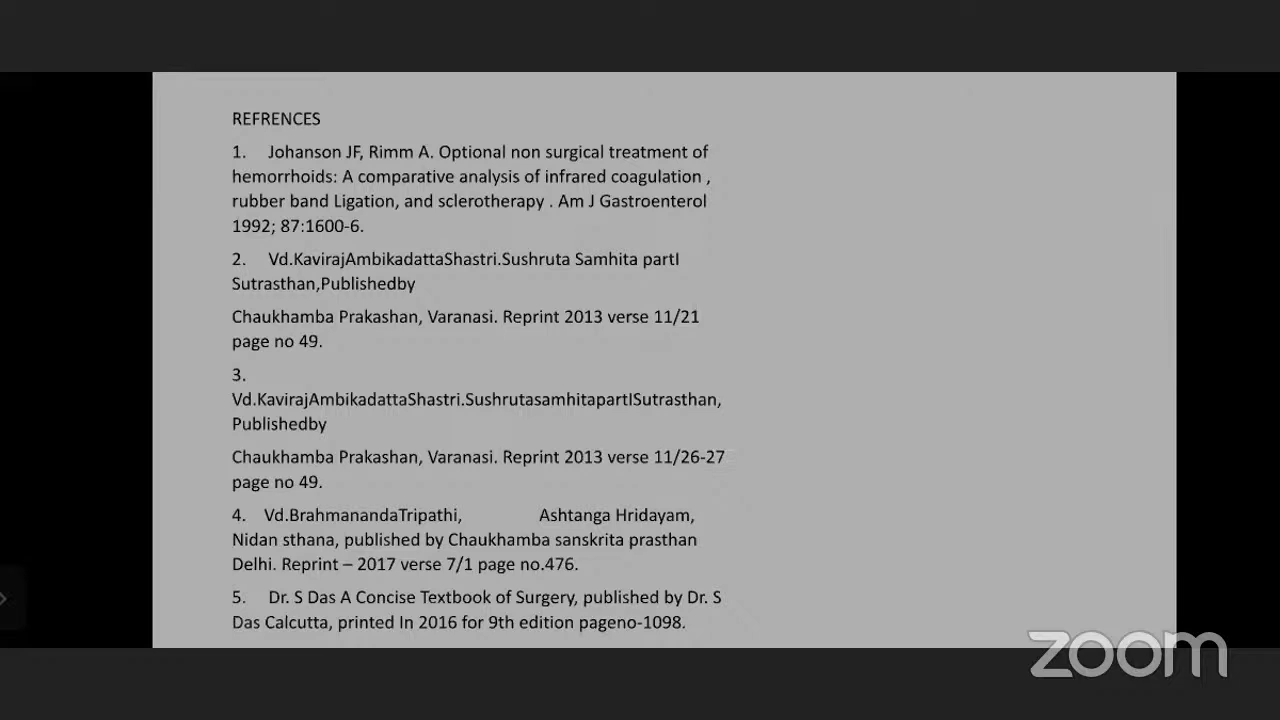 REFRENCES
1. Johanson JF, Rimm A. Optional non surgical treatment of
hemorrhoids: A comparative analysis of infrared coagulation ,
rubber band Ligation, and sclerotherapy . Am J Gastroenterol
1992; 87:1600-6.
2. Vd.KavirajAmbikadattaShastri.Sushruta Samhita partI
Sutrasthan,Publishedby
Chaukhamba Prakashan, Varanasi. Reprint 2013 verse 11/21
page no 49.
3.
Vd.KavirajAmbikadattaShastri.SushrutasamhitapartISutrasthan,
Publishedby
Chaukhamba Prakashan, Varanasi. Reprint 2013 verse 11/26-27
page no 49.
4. Vd.BrahmanandaTripathi, Ashtanga Hridayam,
Nidan sthana, published by Chaukhamba sanskrita prasthan
Delhi. Reprint – 2017 verse 7/1 page no.476.
5. Dr. S Das A Concise Textbook of Surgery, published by Dr. S
Das Calcutta, printed In 2016 for 9th edition pageno-1098.
zoom